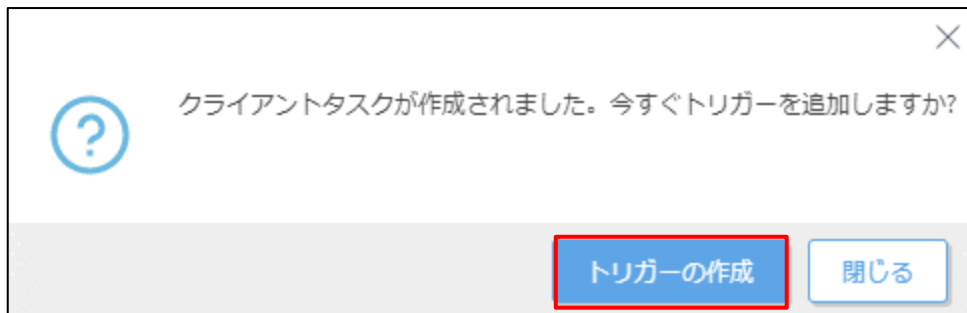 クライアントタスクが作成されました。今すぐトリガーを追加しますか?
トリガーの作成
閉じる